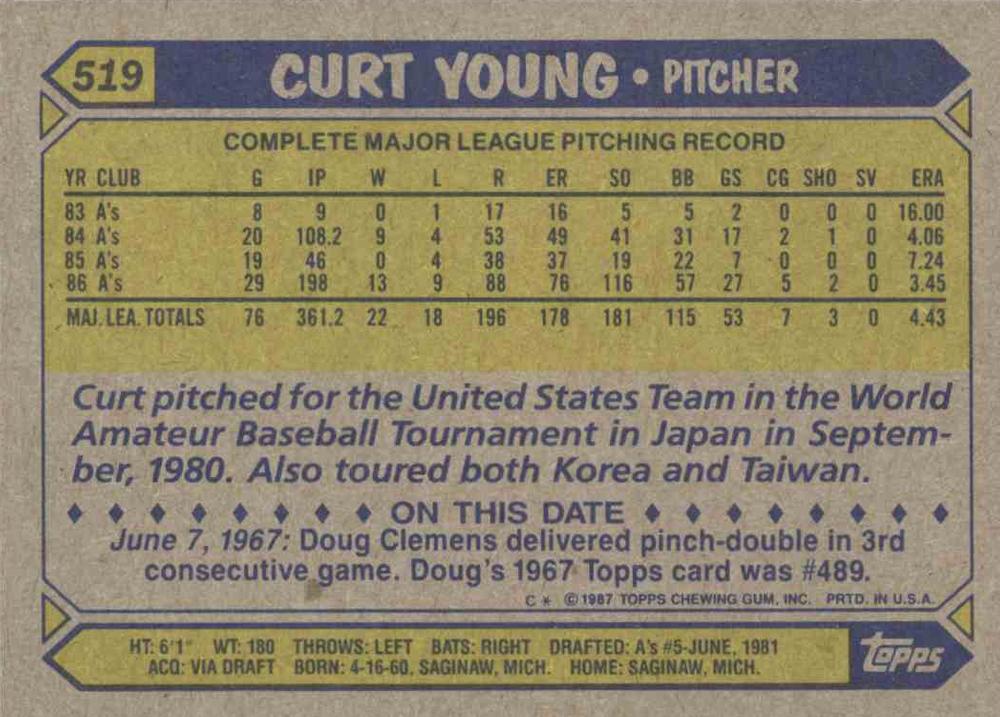 519 CURT YOUNG • PITCHER
COMPLETE MAJOR LEAGUE PITCHING RECORD
YR CLUB G IP W L R ER SO BB GS CG SHO SV ERA
83 A's 8 9 0 1 17 16 5 5 2 0 0 0 16.00
84 A's 20 108.2 9 4 53 49 41 31 17 2 1 0 4.06
85 A's 19 46 0 4 38 37 19 22 7 0 0 0 7.24
86 A's 29 198 13 9 88 76 116 57 27 5 2 0 3.45
MAJ. LEA. TOTALS 76 361.2 22 18 196 178 181 115 53 7 3 0 4.43
Curt pitched for the United States Team in the World
Amateur Baseball Tournament in Japan in Septem-
ber, 1980. Also toured both Korea and Taiwan.
♦ ♦ ♦ ♦ ♦ ♦ ♦ ♦ ON THIS DATE ♦ ♦ ♦ ♦ ♦ ♦ ♦ ♦
June 7, 1967: Doug Clemens delivered pinch-double in 3rd
consecutive game. Doug's 1967 Topps card was #489.
C * © 1987 TOPPS CHEWING GUM, INC. PRTD. IN U.S.A.
HT: 6'1" WT: 180 THROWS: LEFT BATS: RIGHT DRAFTED: A's #5-JUNE, 1981
ACQ: VIA DRAFT BORN: 4-16-60, SAGINAW, MICH. HOME: SAGINAW, MICH.
topps